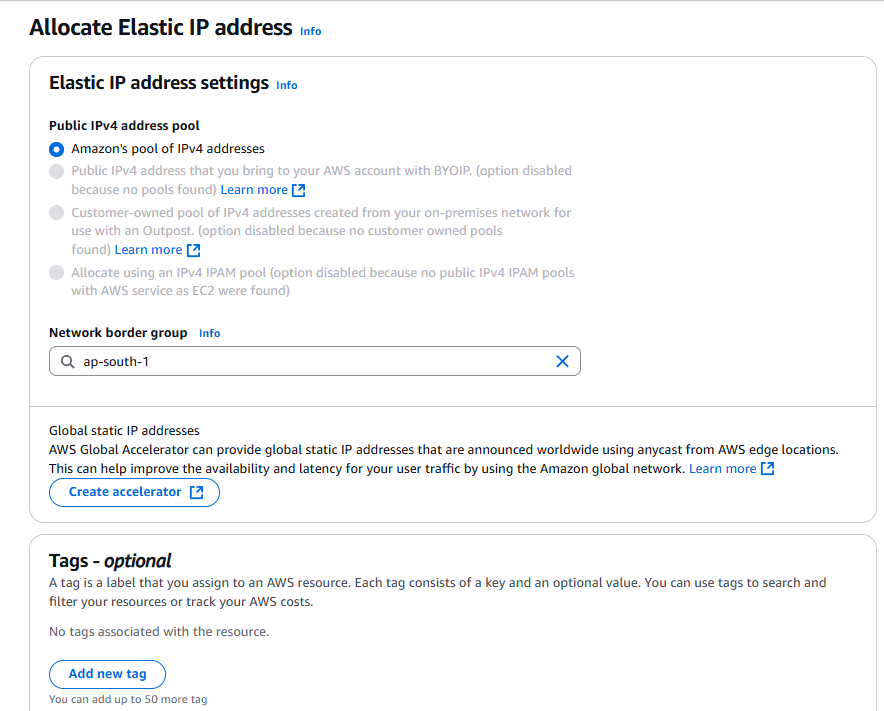 Allocate Elastic IP address Info
Elastic IP address settings Info
Public IPv4 address pool
Amazon's pool of IPv4 addresses
Public IPv4 address that you bring to your AWS account with BYOIP. (option disabled
because no pools found) Learn more
Customer-owned pool of IPv4 addresses created from your on-premises network for
use with an Outpost. (option disabled because no customer owned pools
found) Learn more
Allocate using an IPv4 IPAM pool (option disabled because no public IPv4 IPAM pools
with AWS service as EC2 were found)
Network border group Info
ap-south-1
Global static IP addresses
AWS Global Accelerator can provide global static IP addresses that are announced worldwide using anycast from AWS edge locations.
This can help improve the availability and latency for your user traffic by using the Amazon global network. Learn more
Create accelerator
Tags - optional
A tag is a label that you assign to an AWS resource. Each tag consists of a key and an optional value. You can use tags to search and
filter your resources or track your AWS costs.
No tags associated with the resource.
Add new tag
You can add up to 50 more tag